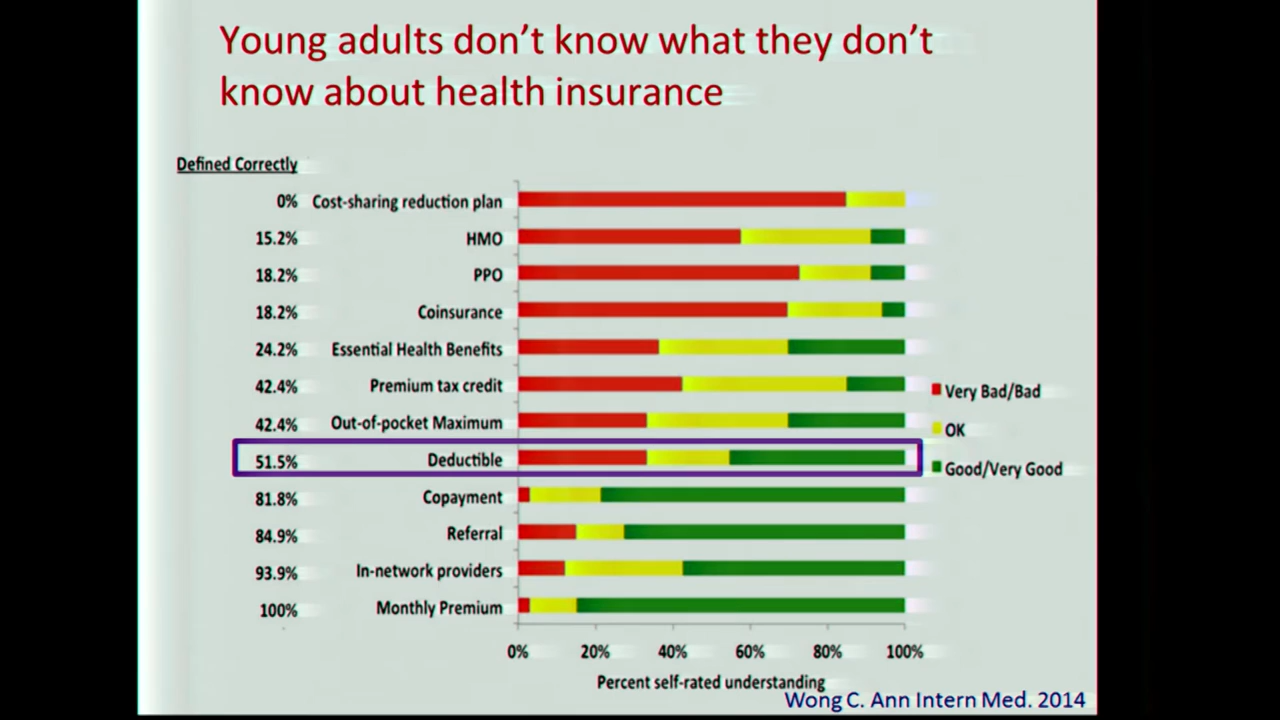 Young adults don't know what they don't
know about health insurance
Defined Correctly
0% Cost-sharing reduction plan
15.2% HMO
18.2% PPO
18.2% Coinsurance
24.2% Essential Health Benefits
42.4% Premium tax credit
42.4% Out-of-pocket Maximum
51.5% Deductible
81.8% Copayment
84.9% Referral
93.9% In-network providers
100% Monthly Premium
Very Bad/Bad
OK
Good/Very Good
0% 20% 40% 60% 80% 100%
Percent self-rated understanding
Wong C. Ann Intern Med. 2014